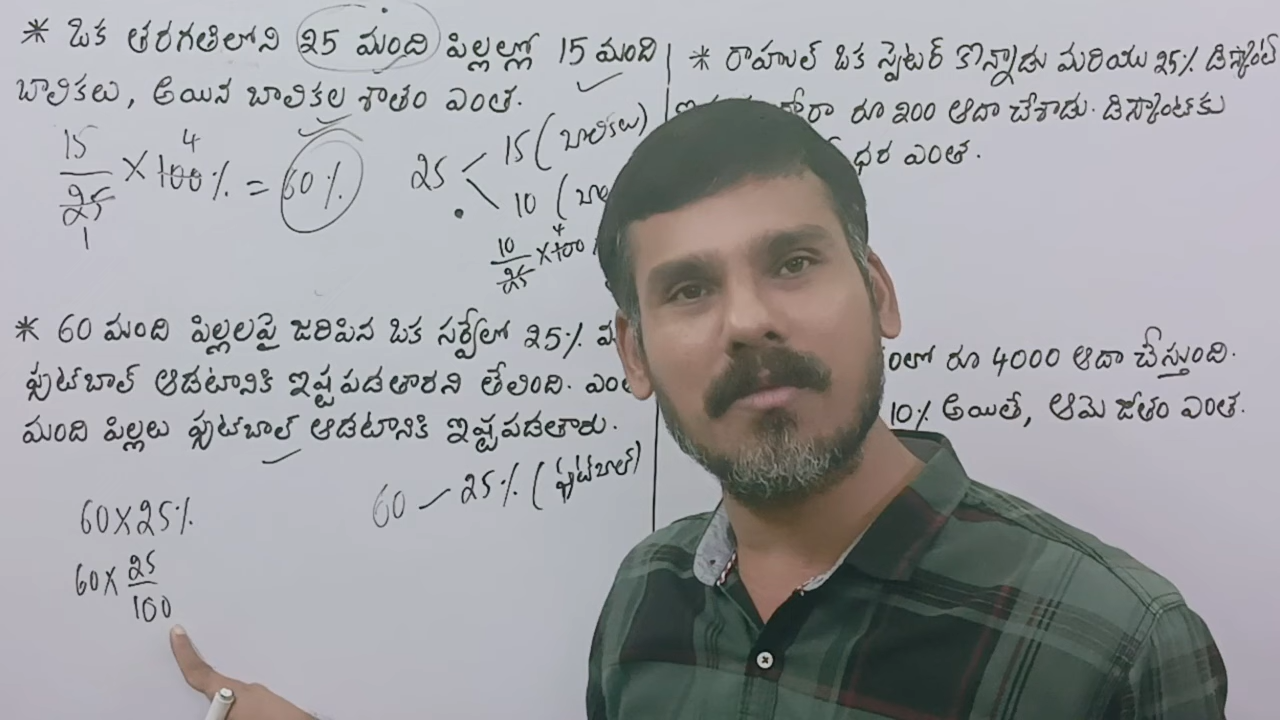 * ఒక తరగతిలోని 25 మంది పిల్లల్లో 15 మంది
బాలికలు, అయిన బాలికల శాతం ఎంత.
15/25 × 100% = 60%
4
1
25 < 15 (బాలికలు)
10 (
10/25 × 100
4
* 60 మంది పిల్లలపై జరిపిన ఒక సర్వేలో 25%
ఫుట్‌బాల్ ఆడటానికి ఇష్టపడతారని తేలింది.
మంది పిల్లలు ఫుట్‌బాల్ ఆడటానికి ఇష్టపడతారు.
60 – 25% (ఫుట్‌బాల్)
60×25%
60× 25/100
* రాహుల్ ఒక స్వెటర్ కొన్నాడు మరియు 25% డిస్కౌంట్
రూ 200 ఆదా చేశాడు. డిస్కౌంట్‌కు
ధర ఎంత.
రూ 4000 ఆదా చేస్తుంది.
10% అయితే, ఆమె జీతం ఎంత.